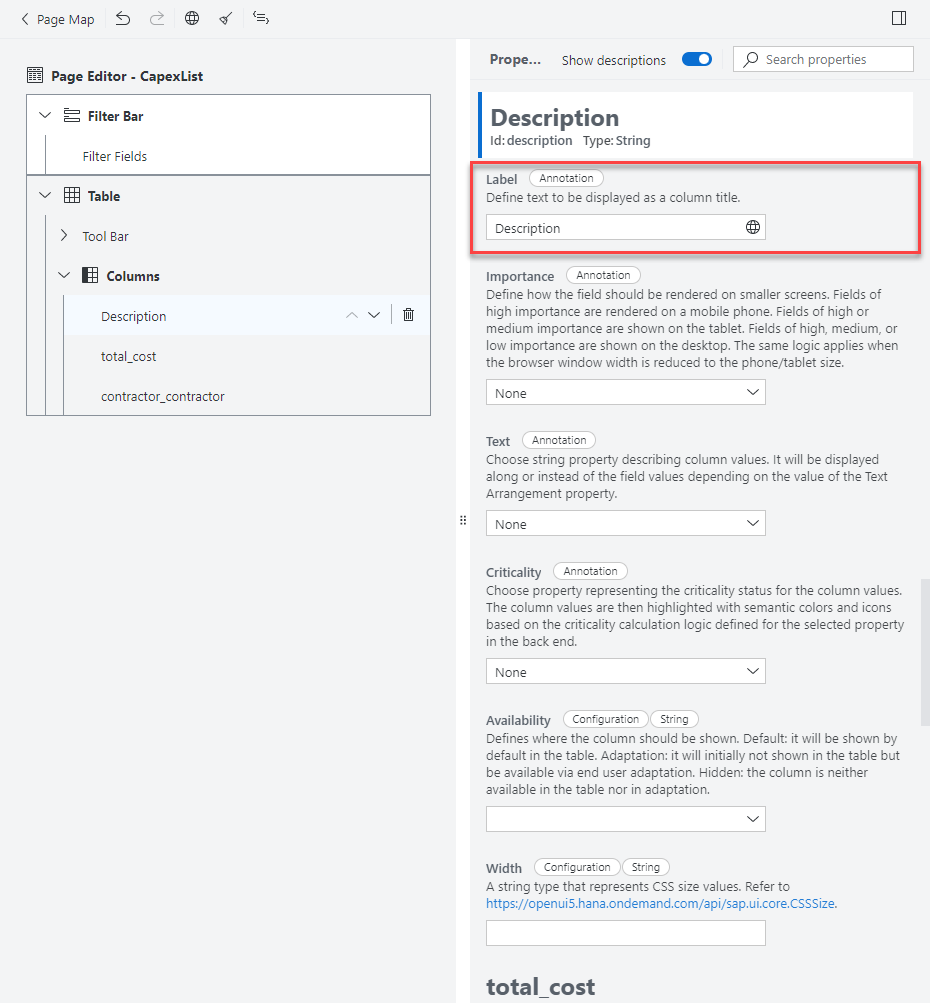 Page Map
Page Editor - CapexList
Filter Bar
Filter Fields
Table
Tool Bar
Columns
Description
total_cost
contractor_contractor
Prope...
Show descriptions
Search properties
Description
Id: description Type: String
Label Annotation
Define text to be displayed as a column title.
Description
Importance Annotation
Define how the field should be rendered on smaller screens. Fields of
high importance are rendered on a mobile phone. Fields of high or
medium importance are shown on the tablet. Fields of high, medium, or
low importance are shown on the desktop. The same logic applies when
the browser window width is reduced to the phone/tablet size.
None
Text Annotation
Choose string property describing column values. It will be displayed
along or instead of the field values depending on the value of the Text
Arrangement property.
None
Criticality Annotation
Choose property representing the criticality status for the column values.
The column values are then highlighted with semantic colors and icons
based on the criticality calculation logic defined for the selected property
in the back end.
None
Availability Configuration String
Defines where the column should be shown. Default: it will be shown by
default in the table. Adaptation: it will initially not shown in the table but
be available via end user adaptation. Hidden: the column is neither
available in the table nor in adaptation.
Width Configuration String
A string type that represents CSS size values. Refer to
https://openui5.hana.ondemand.com/api/sap.ui.core.CSSSize.
total_cost